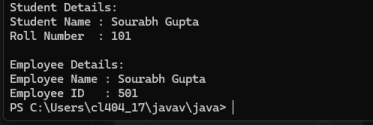 Student Details:
Student Name : Sourabh Gupta
Roll Number  : 101

Employee Details:
Employee Name : Sourabh Gupta
Employee ID   : 501
PS C:\Users\cl404_17\javav\java>